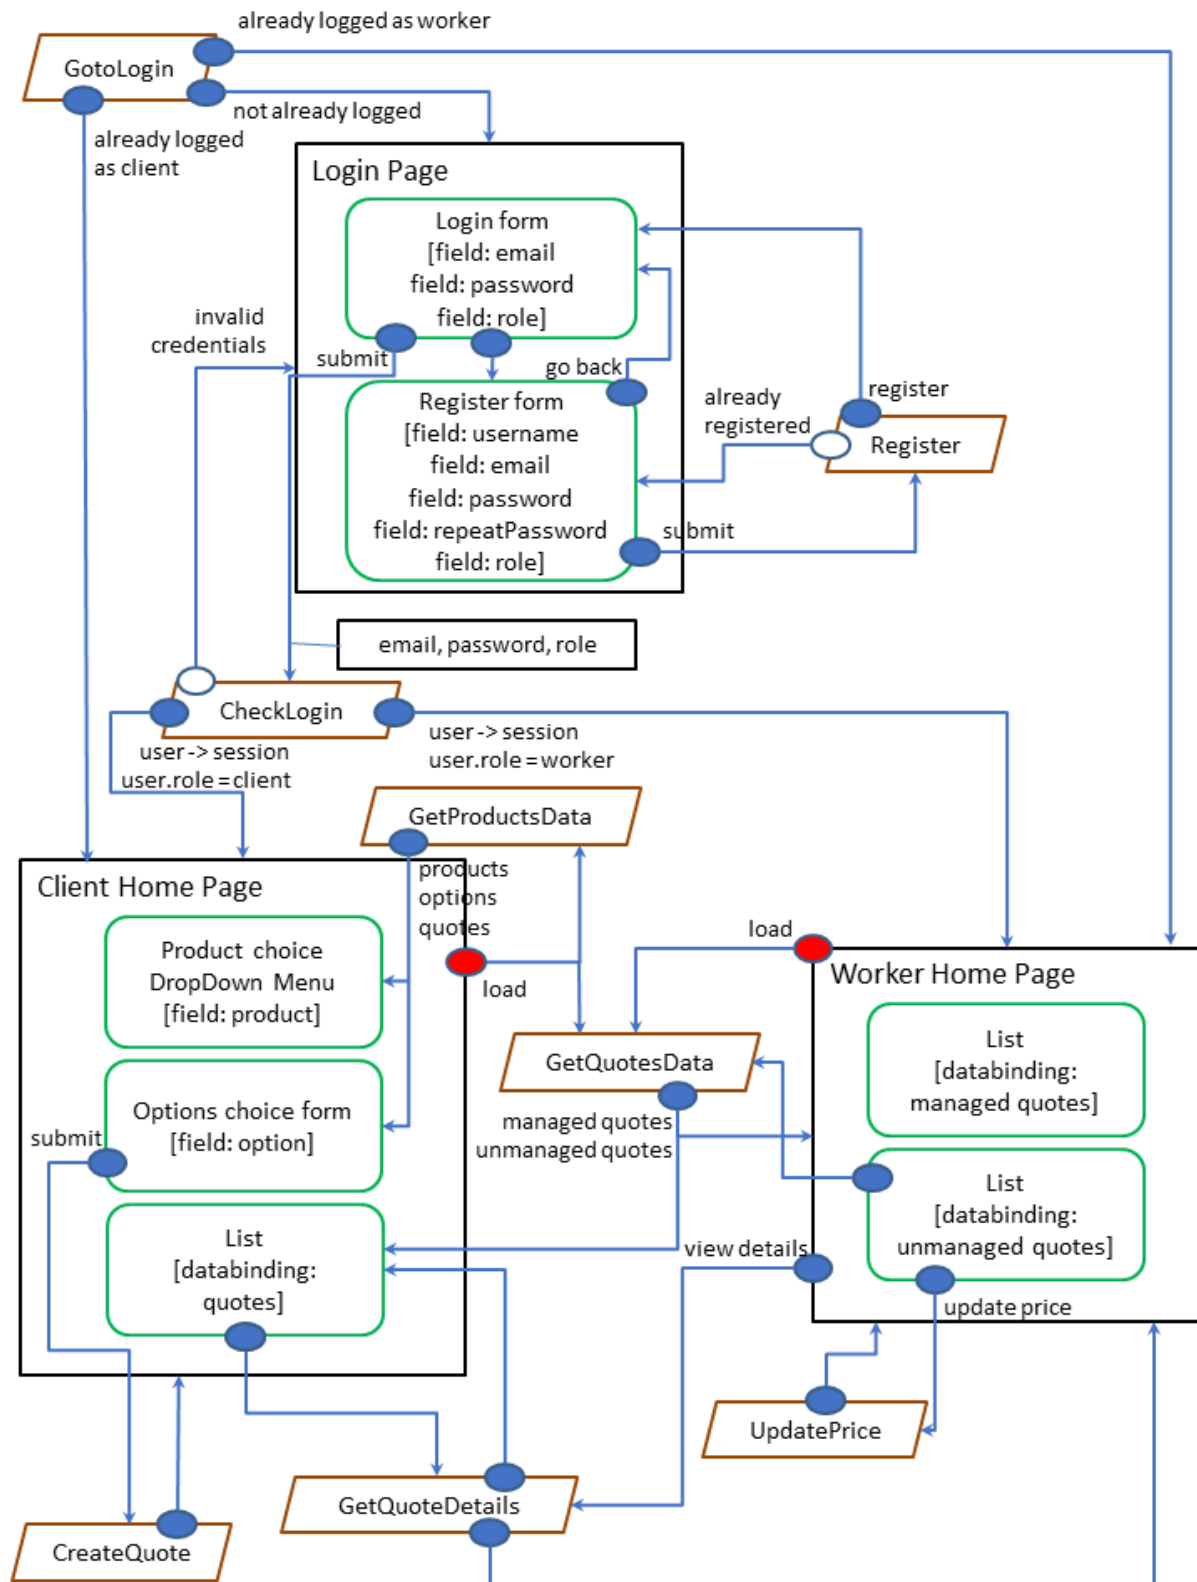 already logged as worker
GotoLogin
not already logged
already logged
as client
Login Page
Login form
[field: email
field: password
field: role]
invalid
credentials
submit
go back
Register form
[field: username
field: email
field: password
field: repeatPassword
field: role]
already
registered
register
Register
submit
email, password, role
CheckLogin
user -> session
user.role = client
user -> session
user.role = worker
GetProductsData
products
options
quotes
Client Home Page
Product choice
DropDown Menu
[field: product]
load
load
Worker Home Page
GetQuotesData
List
[databinding:
managed quotes]
Options choice form
[field: option]
submit
managed quotes
unmanaged quotes
List
[databinding:
unmanaged quotes]
List
[databinding:
quotes]
view details
update price
UpdatePrice
GetQuoteDetails
CreateQuote